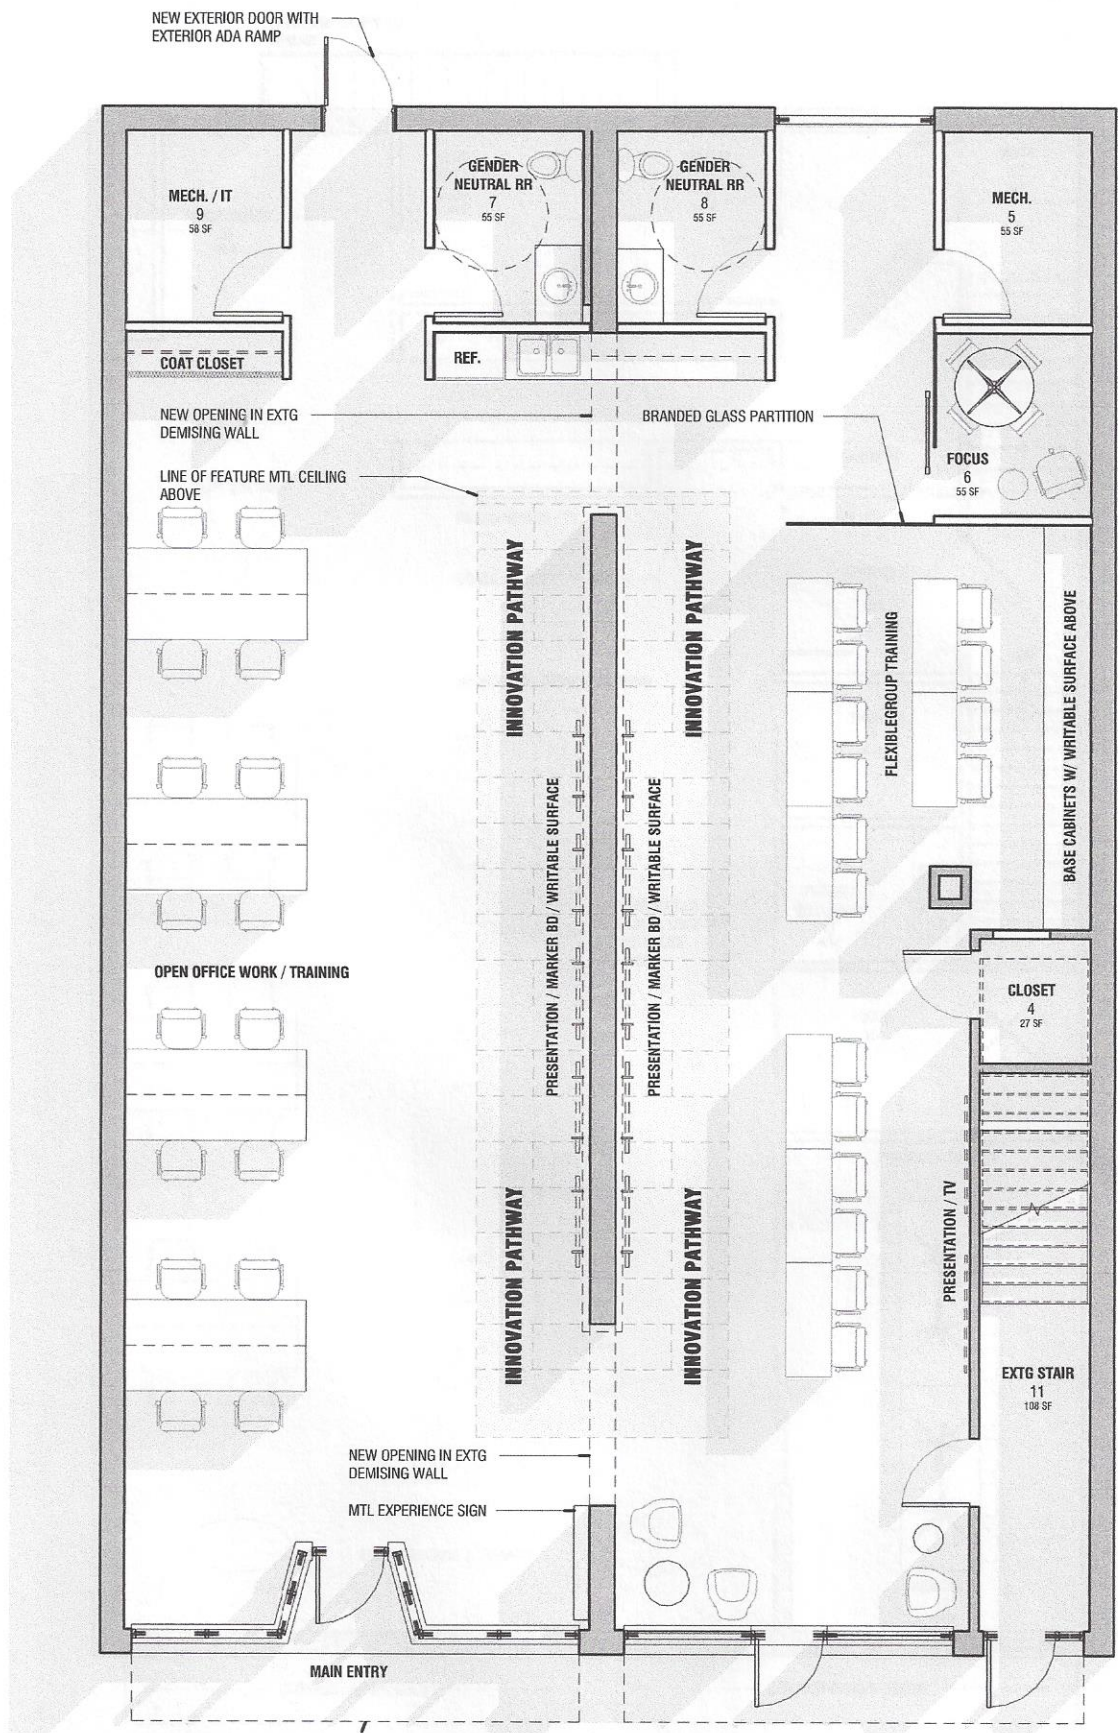 NEW EXTERIOR DOOR WITH
EXTERIOR ADA RAMP
MECH. / IT
9
58 SF
GENDER
NEUTRAL RR
7
55 SF
GENDER
NEUTRAL RR
8
55 SF
MECH.
5
55 SF
COAT CLOSET
REF.
NEW OPENING IN EXTG
DEMISING WALL
BRANDED GLASS PARTITION
FOCUS
6
55 SF
LINE OF FEATURE MTL CEILING
ABOVE
INNOVATION PATHWAY
INNOVATION PATHWAY
FLEXIBLEGROUP TRAINING
BASE CABINETS W/ WRITABLE SURFACE ABOVE
PRESENTATION / MARKER BD / WRITABLE SURFACE
PRESENTATION / MARKER BD / WRITABLE SURFACE
OPEN OFFICE WORK / TRAINING
CLOSET
4
27 SF
INNOVATION PATHWAY
INNOVATION PATHWAY
PRESENTATION / TV
EXTG STAIR
11
108 SF
NEW OPENING IN EXTG
DEMISING WALL
MTL EXPERIENCE SIGN
MAIN ENTRY